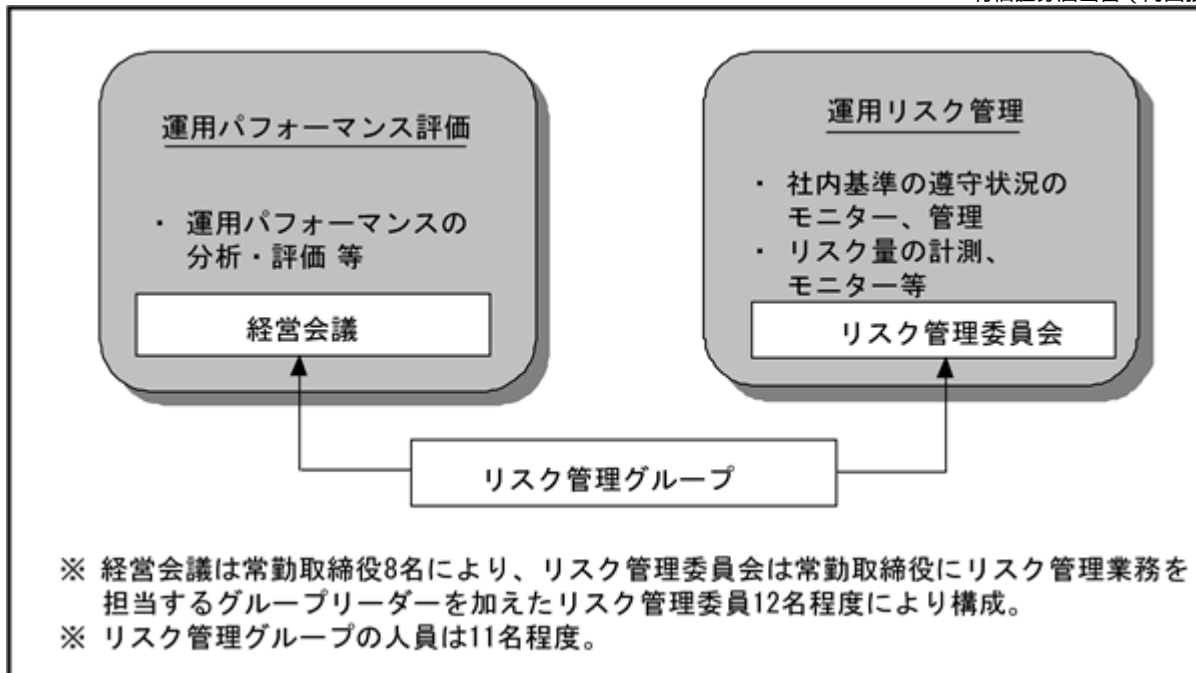 運用パフォーマンス評価
・ 運用パフォーマンスの
分析・評価 等
経営会議
運用リスク管理
・ 社内基準の遵守状況の
モニター、管理
・ リスク量の計測、
モニター等
リスク管理委員会
リスク管理グループ
※ 経営会議は常勤取締役8名により、リスク管理委員会は常勤取締役にリスク管理業務を
担当するグループリーダーを加えたリスク管理委員12名程度により構成。
※ リスク管理グループの人員は11名程度。